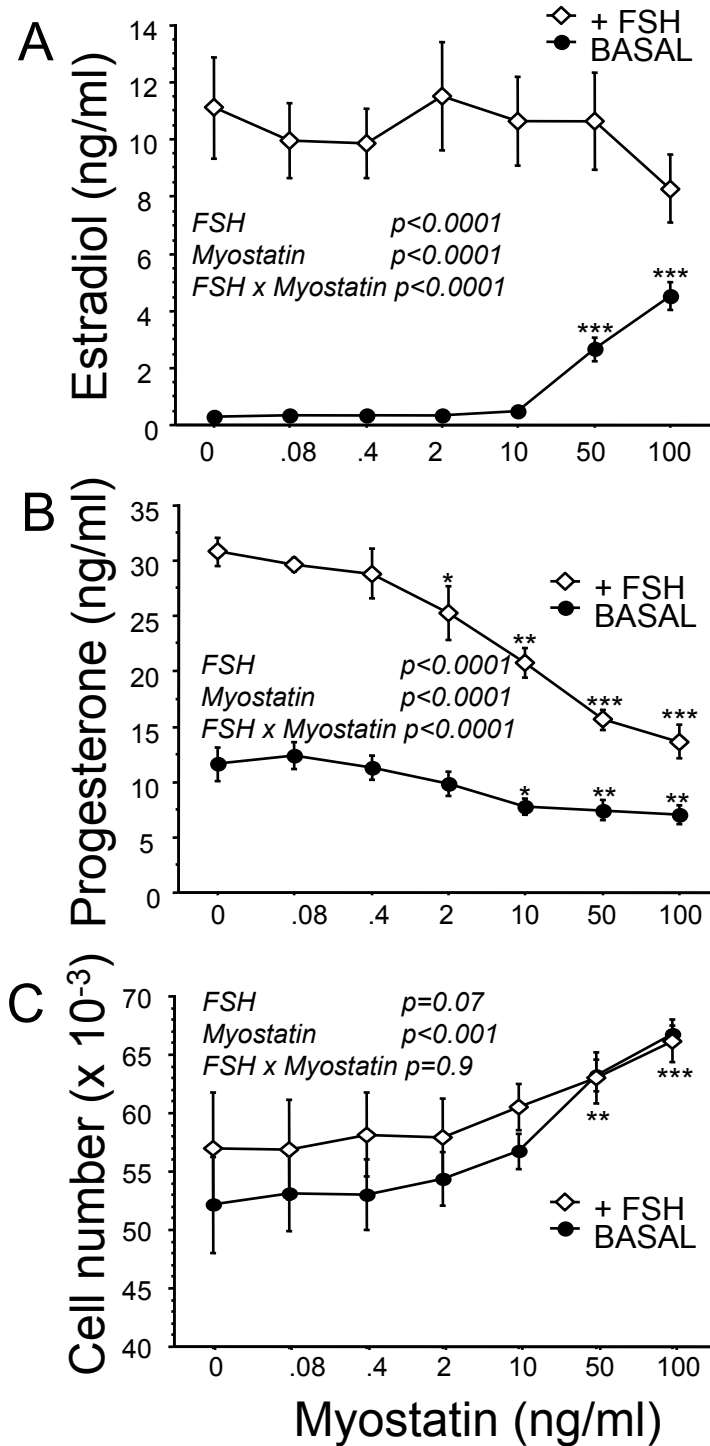 A
+ FSH
BASAL
Estradiol (ng/ml)
14
12
10
8
6
4
2
0
FSH p<0.0001
Myostatin p<0.0001
FSH x Myostatin p<0.0001
***
***
0 .08 .4 2 10 50 100
B
+ FSH
BASAL
Progesterone (ng/ml)
35
30
25
20
15
10
5
0
*
**
***
***
FSH p<0.0001
Myostatin p<0.0001
FSH x Myostatin p<0.0001
*
**
**
0 .08 .4 2 10 50 100
C
Cell number (x 10⁻³)
70
65
60
55
50
45
40
FSH p=0.07
Myostatin p<0.001
FSH x Myostatin p=0.9
***
**
+ FSH
BASAL
0 .08 .4 2 10 50 100
Myostatin (ng/ml)